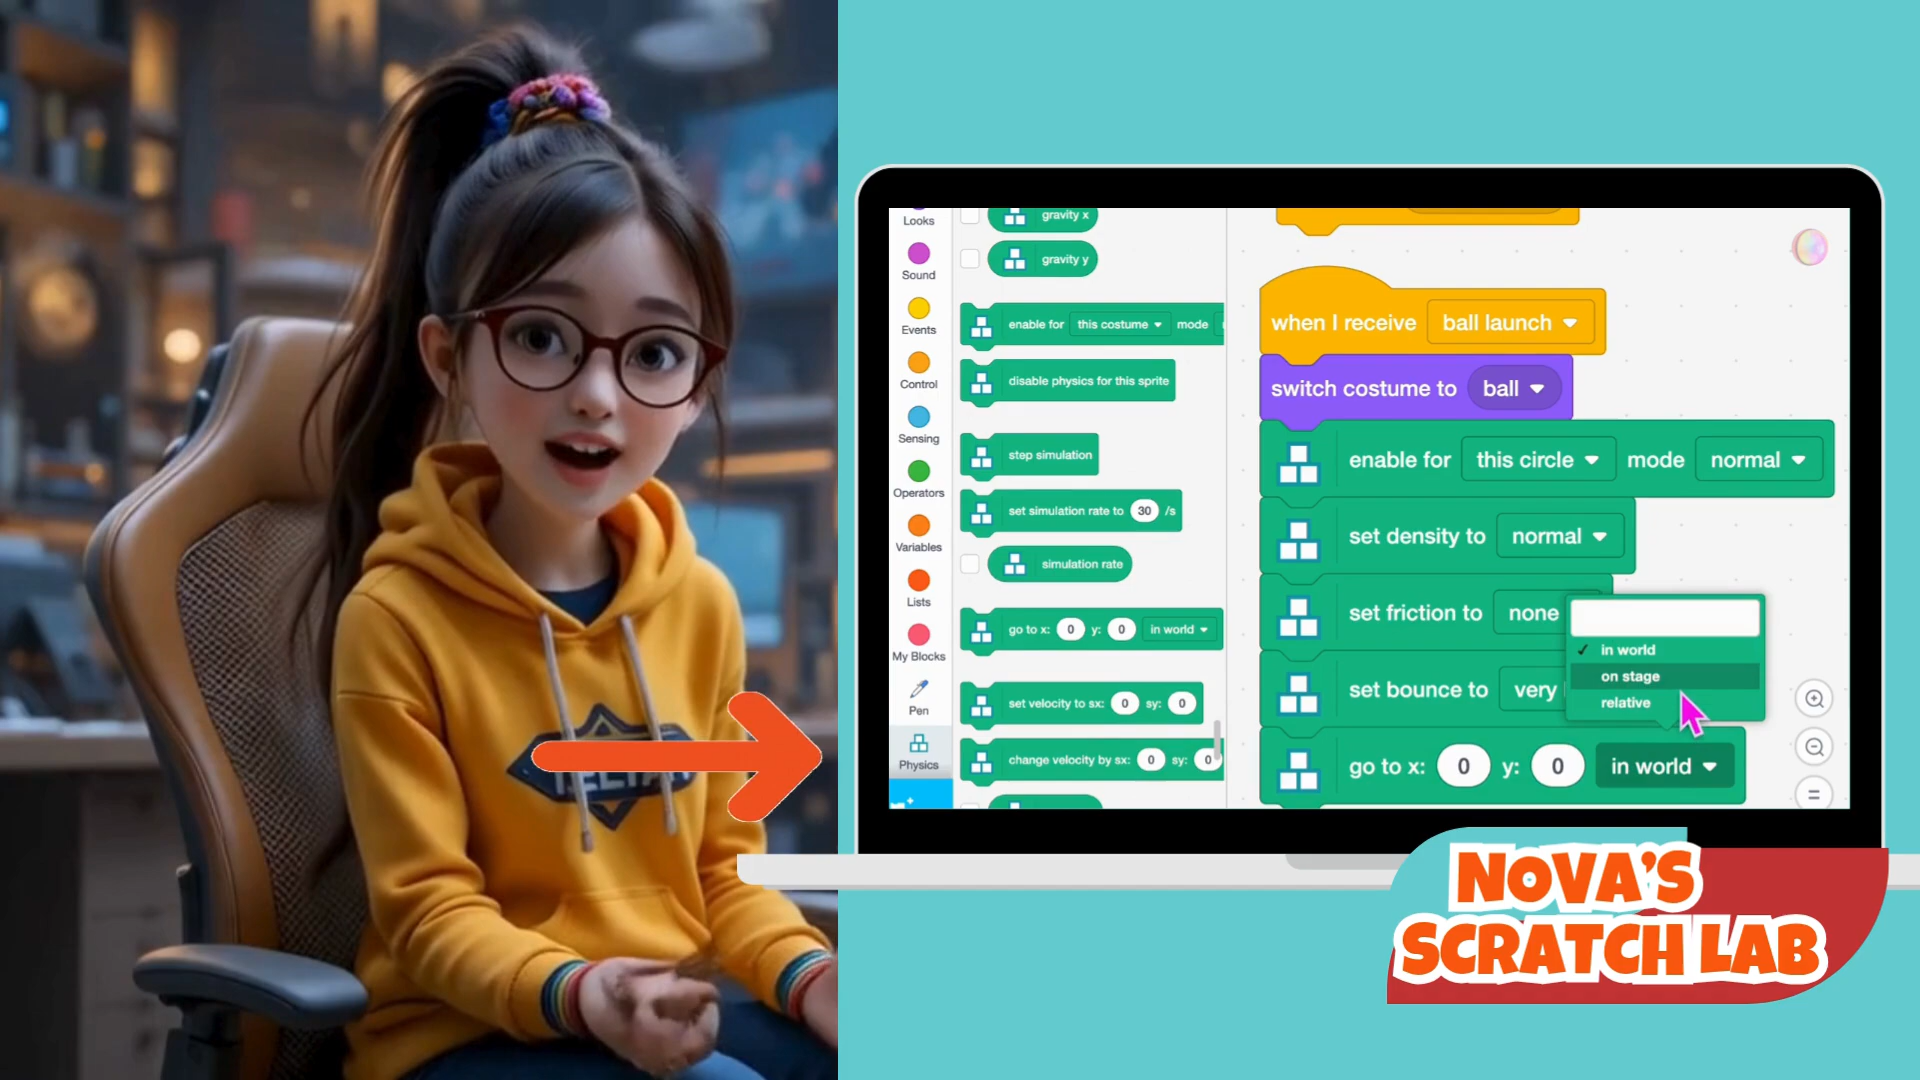 Looks
Sound
Events
Control
Sensing
Operators
Variables
Lists
My Blocks
Pen
Physics
gravity x
gravity y
enable for this costume mode
disable physics for this sprite
step simulation
set simulation rate to 30 /s
simulation rate
go to x: 0 y: 0 in world
set velocity to sx: 0 sy: 0
change velocity by sx: 0 sy: 0
when I receive ball launch
switch costume to ball
enable for this circle mode normal
set density to normal
set friction to none
set bounce to very
go to x: 0 y: 0 in world
✓ in world
on stage
relative
NOVA'S
SCRATCH LAB